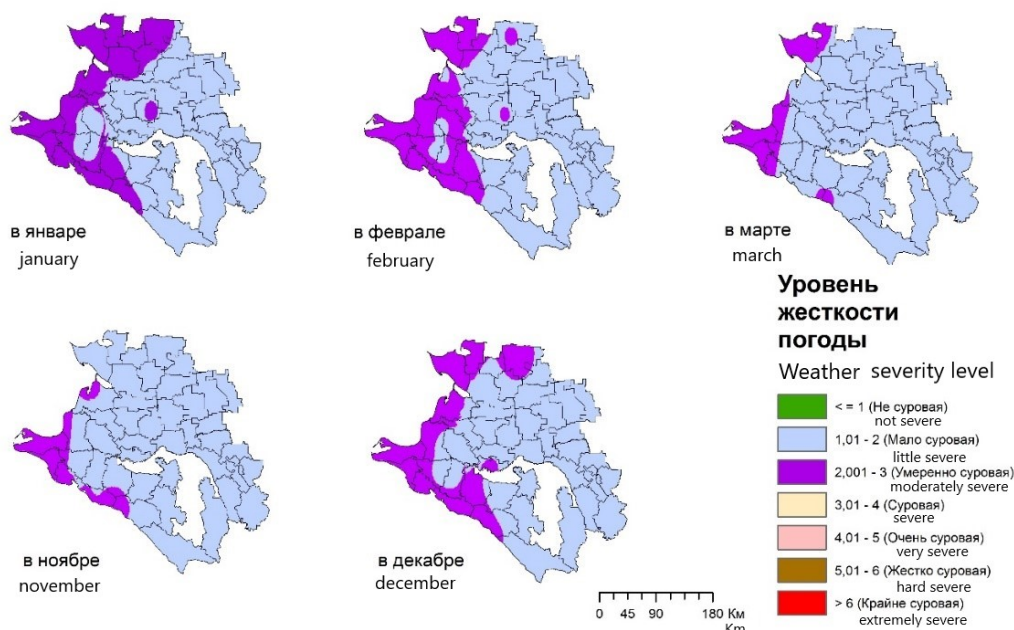 в январе
january
в феврале
february
в марте
march
в ноябре
november
в декабре
december
Уровень
жесткости
погоды
Weather severity level
< = 1 (Не суровая)
not severe
1,01 - 2 (Мало суровая)
little severe
2,001 - 3 (Умеренно суровая)
moderately severe
3,01 - 4 (Суровая)
severe
4,01 - 5 (Очень суровая)
very severe
5,01 - 6 (Жестко суровая)
hard severe
> 6 (Крайне суровая)
extremely severe
0 45 90 180 Км
Km